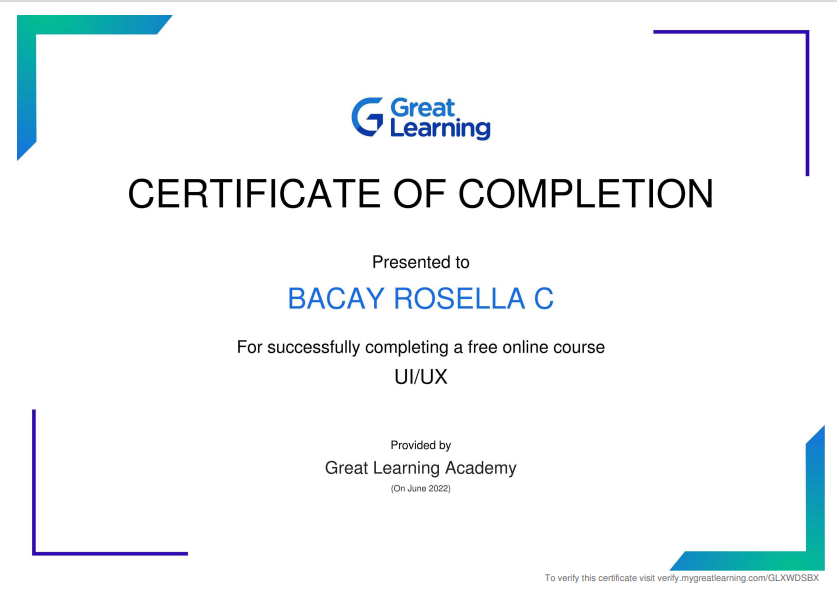 Great
Learning
CERTIFICATE OF COMPLETION
Presented to
BACAY ROSELLA C
For successfully completing a free online course
UI/UX
Provided by
Great Learning Academy
(On June 2022)
To verify this certificate visit verify.mygreatlearning.com/GLXWDSBX